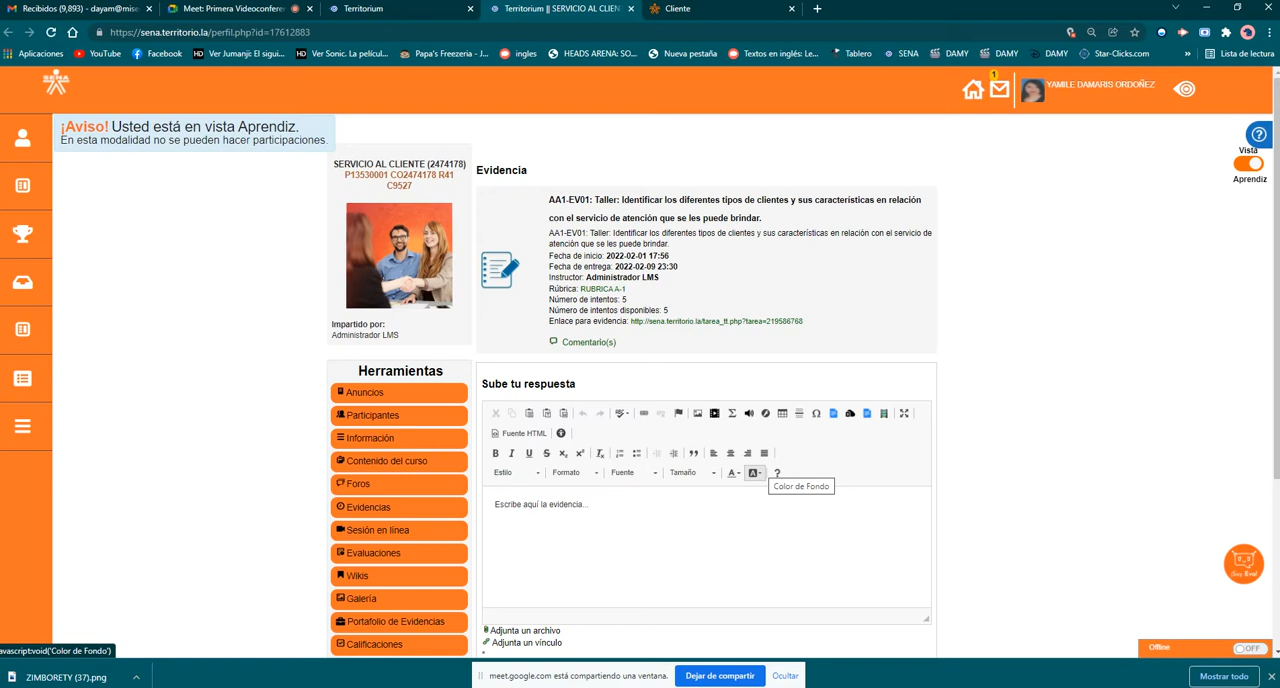 Recibidos (9,893) - dayam@mise
Meet: Primera Videoconferen
Territorium
Territorium || SERVICIO AL CLIEN
Cliente
https://sena.territorio.la/perfil.php?id=17612883
Aplicaciones
YouTube
Facebook
Ver Jumanji: El sigui...
Ver Sonic. La película...
Papa's Freezeria - J...
ingles
HEADS ARENA: SO...
Nueva pestaña
Textos en inglés: Le...
Tablero
SENA
DAMY
DAMY
DAMY
Star-Clicks.com
»
Lista de lectura
1
YAMILE DAMARIS ORDOÑEZ
¡Aviso! Usted está en vista Aprendiz.
En esta modalidad no se pueden hacer participaciones.
Vista
Aprendiz
SERVICIO AL CLIENTE (2474178)
P13530001 CO2474178 R41
C9527
Impartido por:
Administrador LMS
Evidencia
AA1-EV01: Taller: Identificar los diferentes tipos de clientes y sus características en relación
con el servicio de atención que se les puede brindar.
AA1-EV01: Taller: Identificar los diferentes tipos de clientes y sus características en relación con el servicio de
atención que se les puede brindar.
Fecha de inicio: 2022-02-01 17:56
Fecha de entrega: 2022-02-09 23:30
Instructor: Administrador LMS
Rúbrica: RUBRICA A-1
Número de intentos: 5
Número de intentos disponibles: 5
Enlace para evidencia: http://sena.territorio.la/tarea_tt.php?tarea=219586768
Comentario(s)
Herramientas
Anuncios
Participantes
Información
Contenido del curso
Foros
Evidencias
Sesión en línea
Evaluaciones
Wikis
Galería
Portafolio de Evidencias
Calificaciones
Sube tu respuesta
Fuente HTML
B I U S x₂ x² Ix
Estilo Formato Fuente Tamaño A A ?
Color de Fondo
Escribe aquí la evidencia...
Adjunta un archivo
Adjunta un vínculo
¡Soy Eva!
Offline
OFF
avascript:void('Color de Fondo')
ZIMBORETY (37).png
meet.google.com está compartiendo una ventana.
Dejar de compartir
Ocultar
Mostrar todo